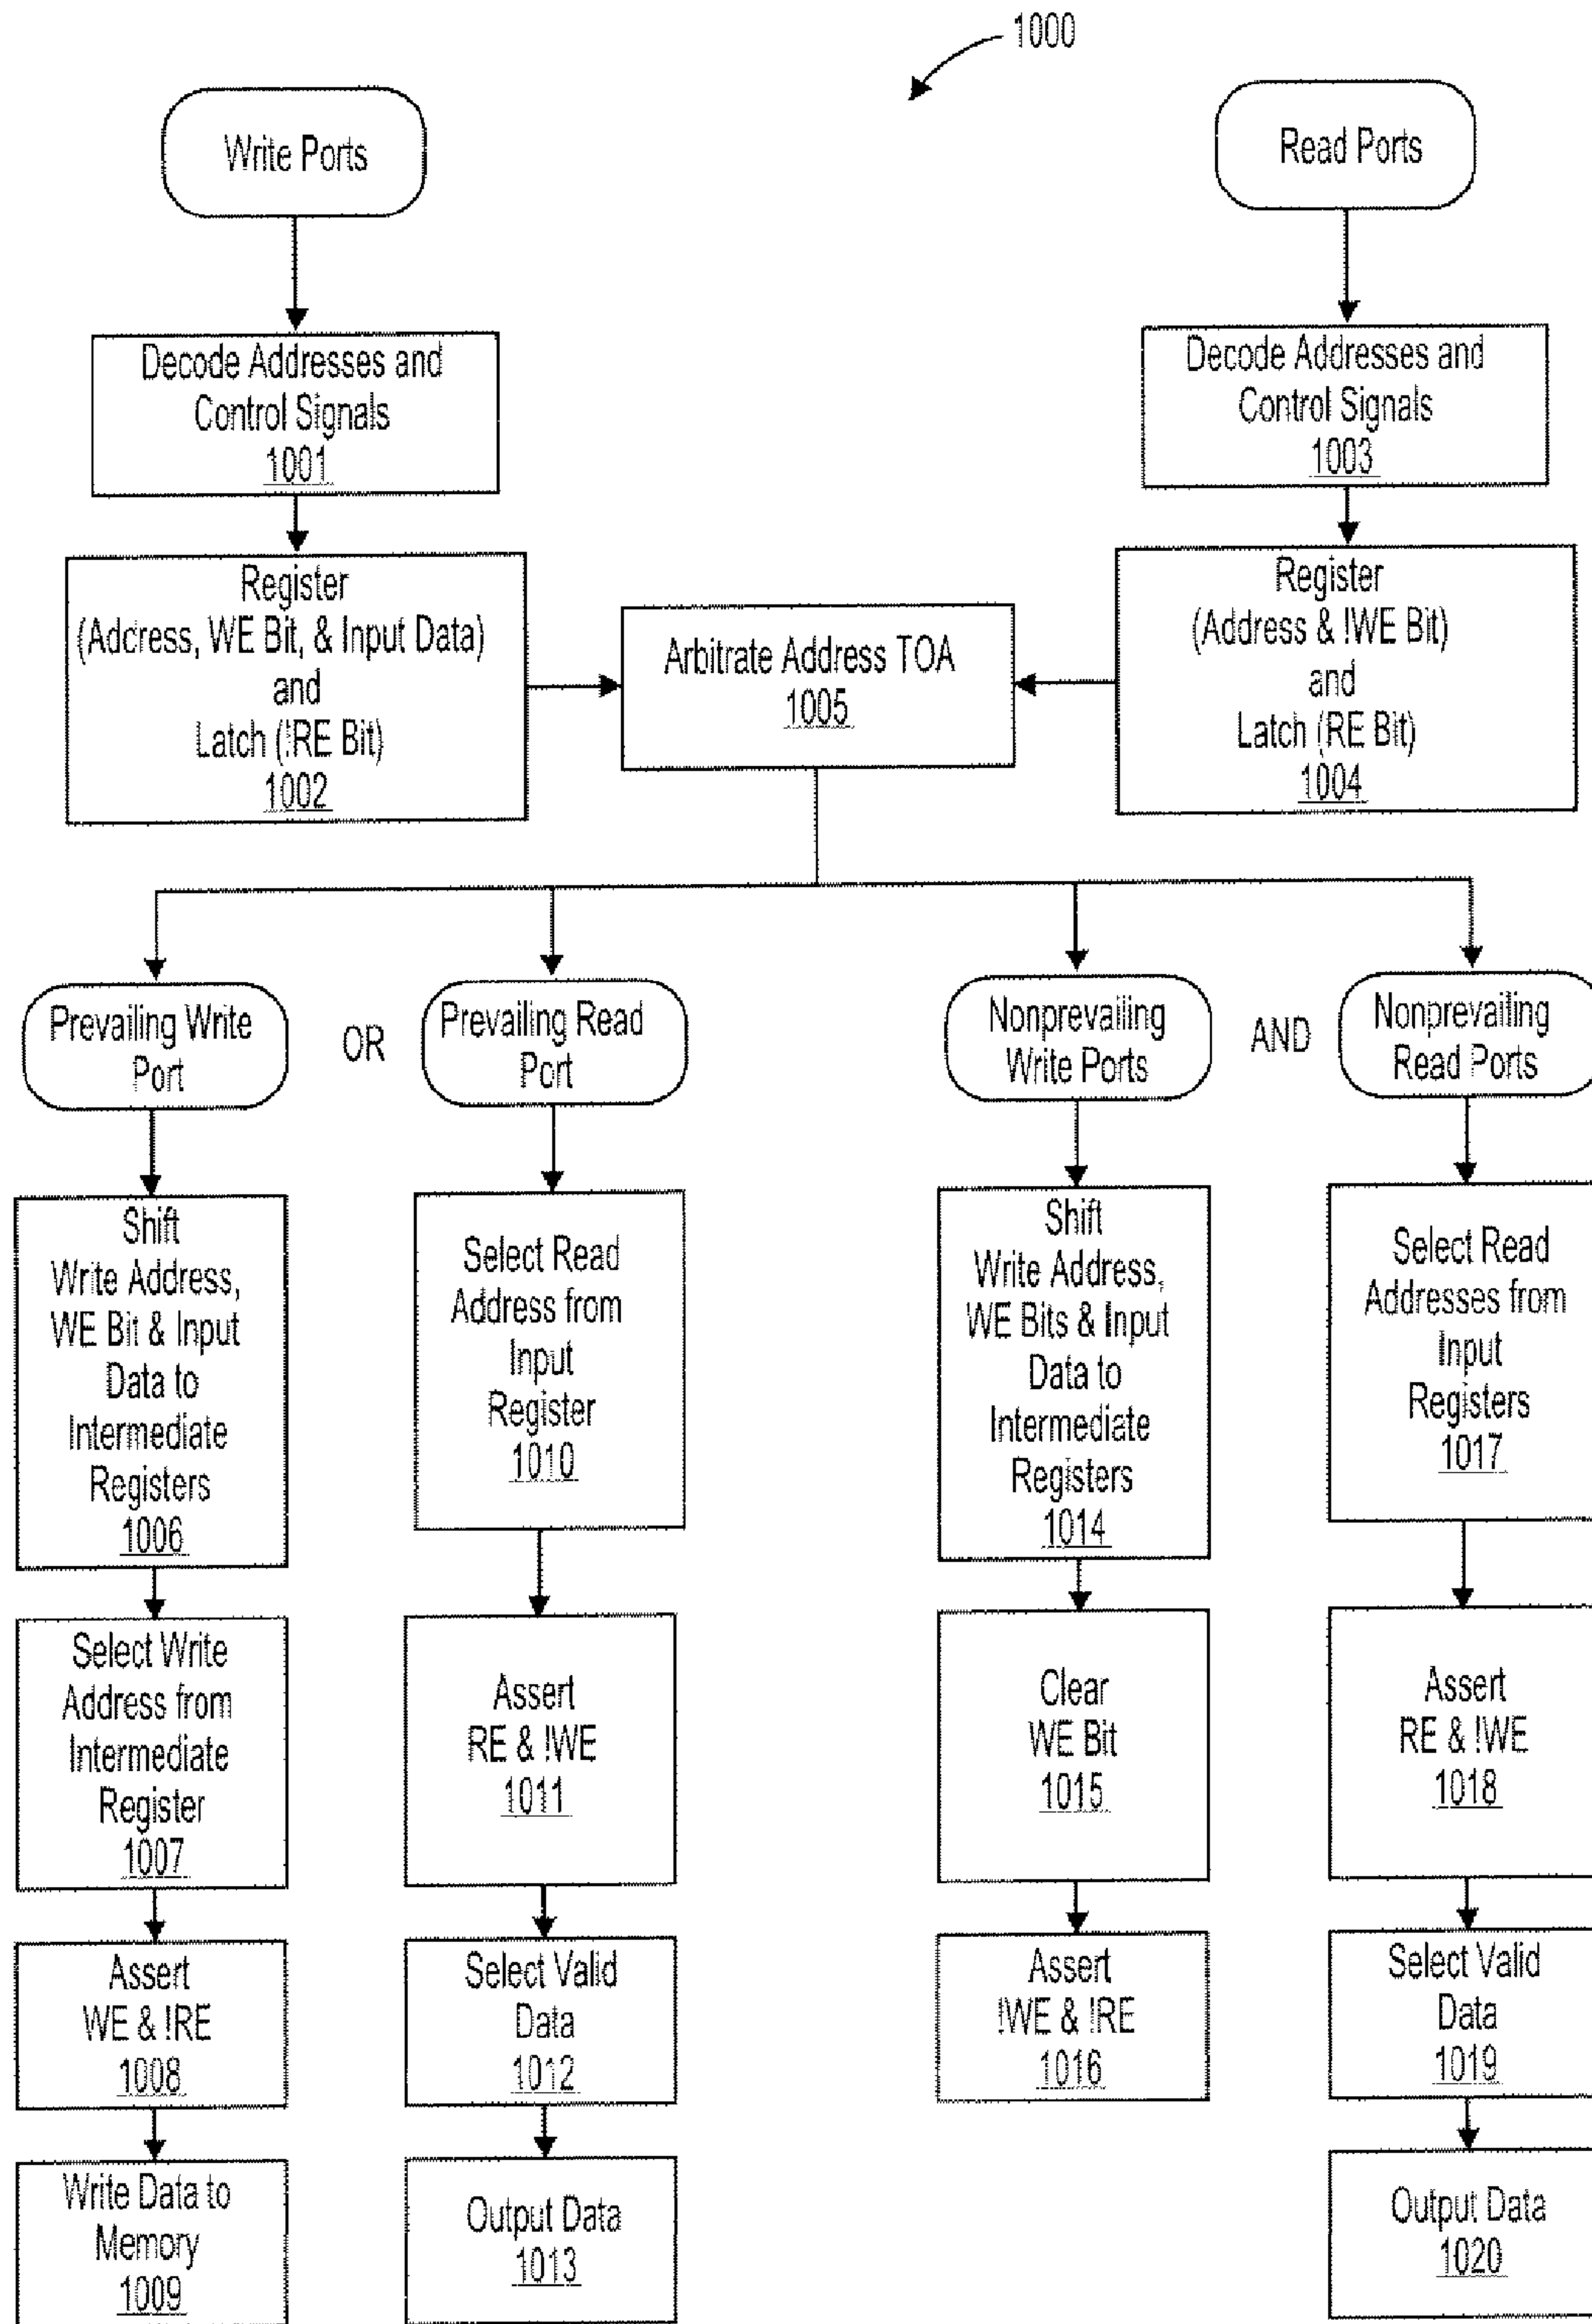 1000
Write Ports
Read Ports
Decode Addresses and
Control Signals
1001
Decode Addresses and
Control Signals
1003
Register
(Address, WE Bit, & Input Data)
and
Latch (!RE Bit)
1002
Arbitrate Address TOA
1005
Register
(Address & !WE Bit)
and
Latch (RE Bit)
1004
Prevailing Write
Port
OR
Prevailing Read
Port
Nonprevailing
Write Ports
AND
Nonprevailing
Read Ports
Shift
Write Address,
WE Bit & Input
Data to
Intermediate
Registers
1006
Select Read
Address from
Input
Register
1010
Shift
Write Address,
WE Bits & Input
Data to
Intermediate
Registers
1014
Select Read
Addresses from
Input
Registers
1017
Select Write
Address from
Intermediate
Register
1007
Assert
RE & !WE
1011
Clear
WE Bit
1015
Assert
RE & !WE
1018
Assert
WE & !RE
1008
Select Valid
Data
1012
Assert
!WE & !RE
1016
Select Valid
Data
1019
Write Data to
Memory
1009
Output Data
1013
Output Data
1020